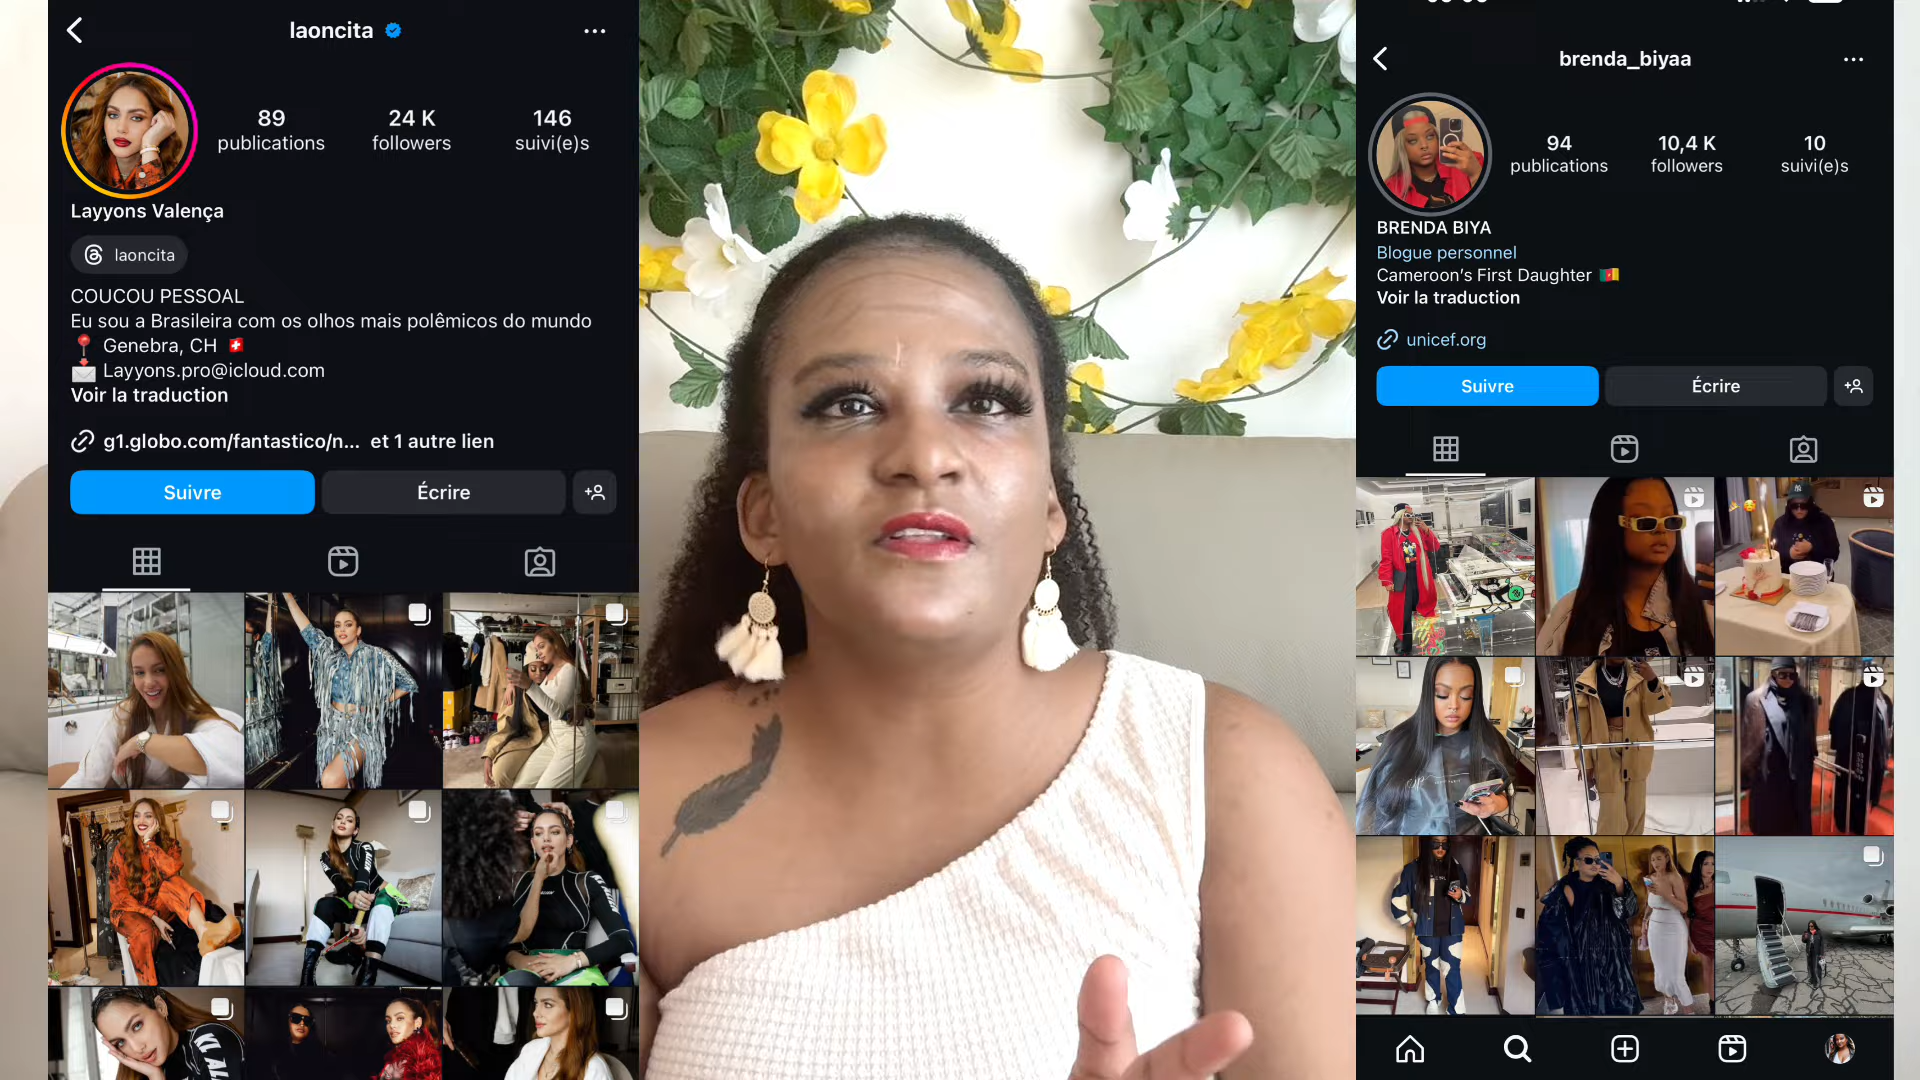 laoncita
89
publications
24 K
followers
146
suivi(e)s
Layyons Valença
laoncita
COUCOU PESSOAL
Eu sou a Brasileira com os olhos mais polêmicos do mundo
📍 Genebra, CH 🇨🇭
📩 Layyons.pro@icloud.com
Voir la traduction
g1.globo.com/fantastico/n... et 1 autre lien
Suivre
Écrire
brenda_biyaa
94
publications
10,4 K
followers
10
suivi(e)s
BRENDA BIYA
Blogue personnel
Cameroon's First Daughter 🇨🇲
Voir la traduction
unicef.org
Suivre
Écrire